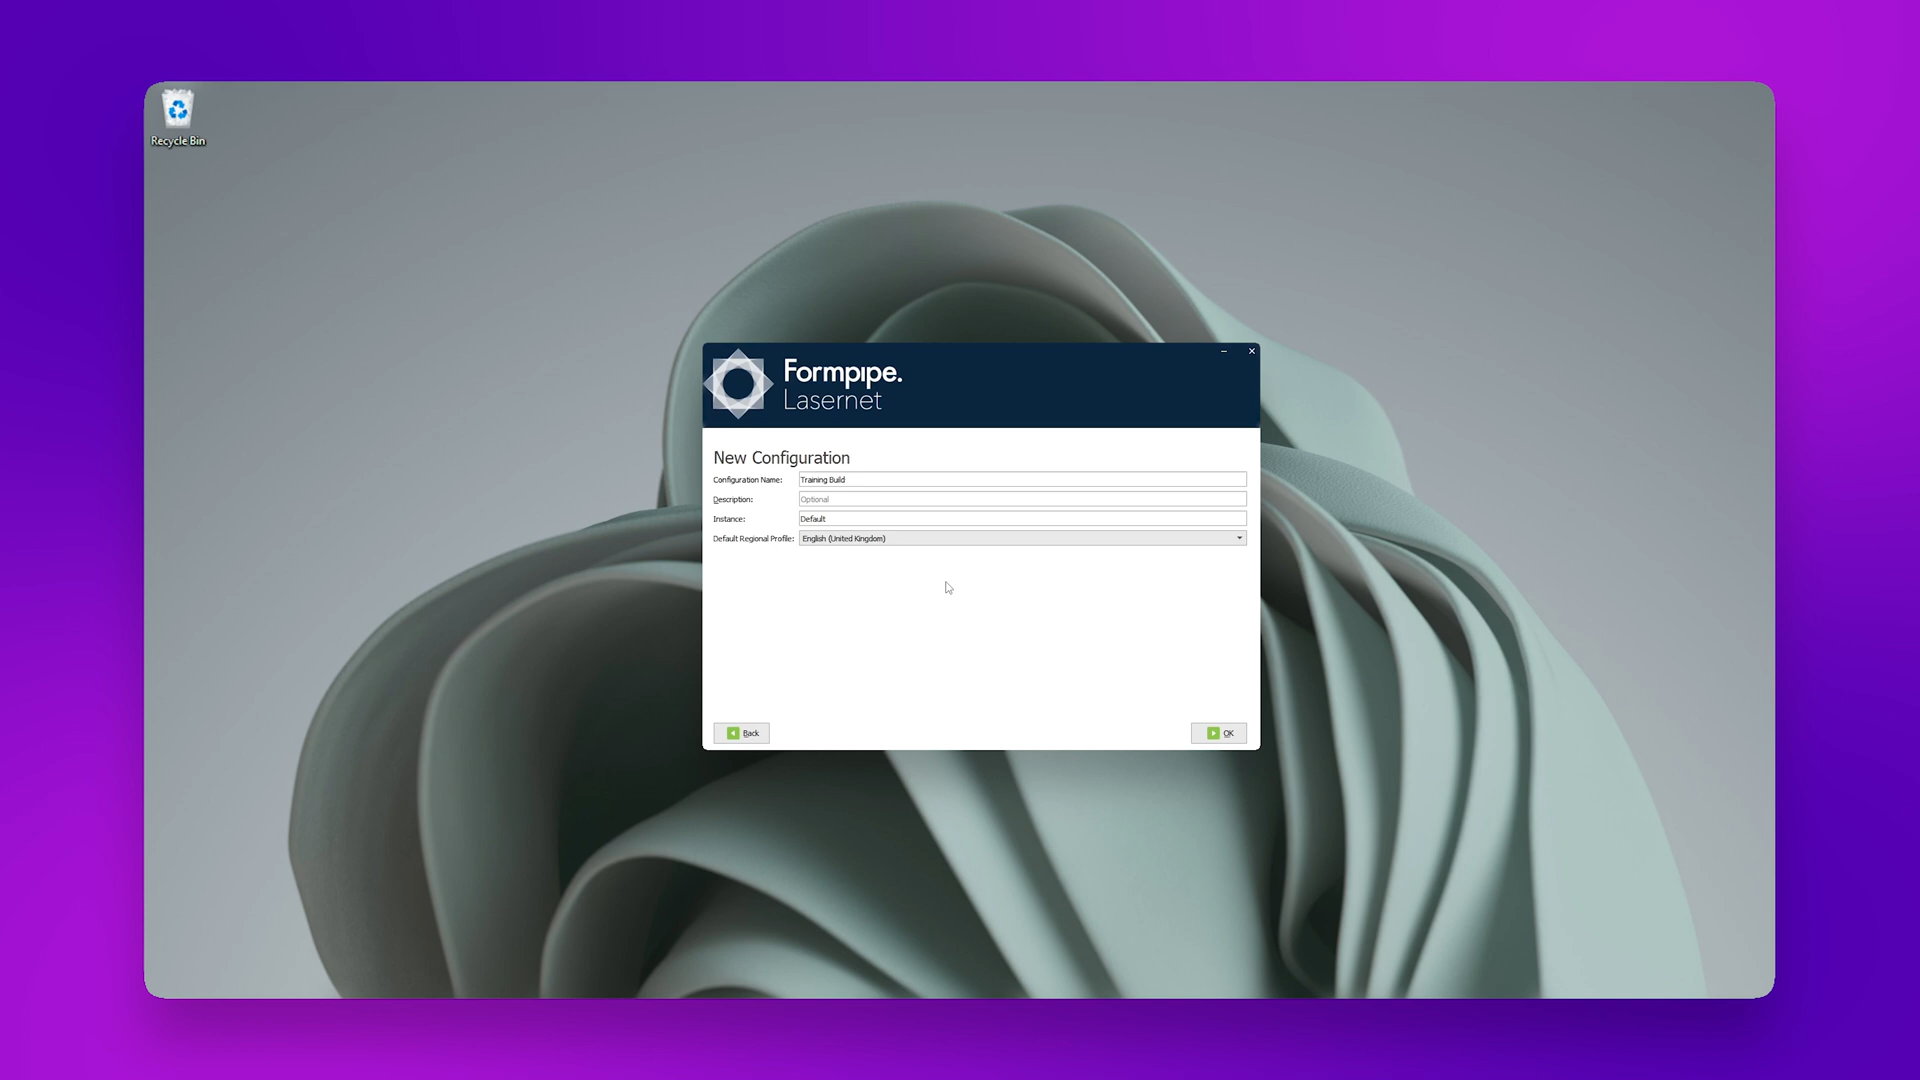 Recycle Bin
Formpipe.
Lasernet
New Configuration
Configuration Name: Training Build
Description: Optional
Instance: Default
Default Regional Profile: English (United Kingdom)
Back OK